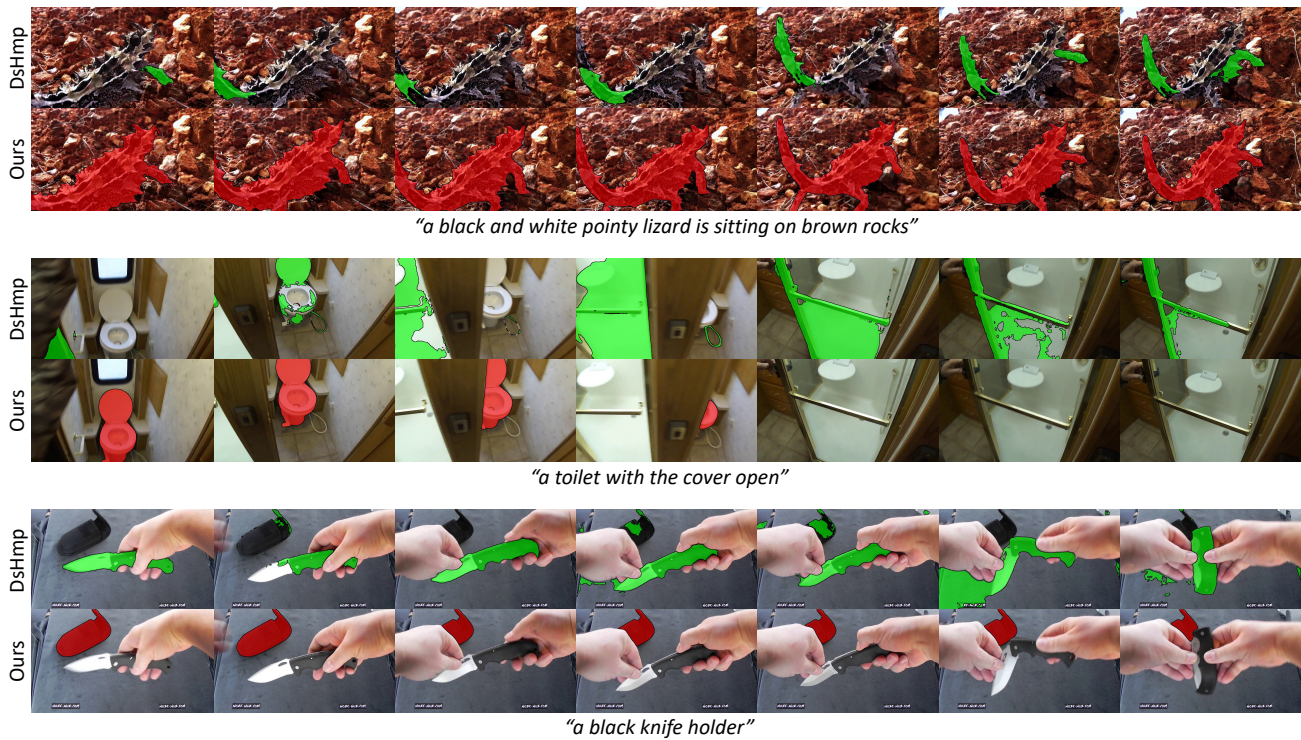 DsHmp
Ours
“a black and white pointy lizard is sitting on brown rocks”
DsHmp
Ours
“a toilet with the cover open”
DsHmp
Ours
“a black knife holder”